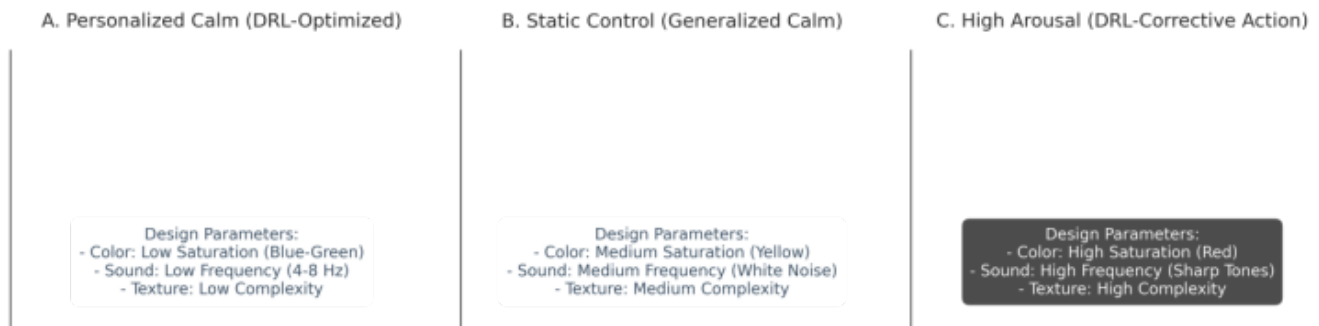 A. Personalized Calm (DRL-Optimized)
Design Parameters:
- Color: Low Saturation (Blue-Green)
- Sound: Low Frequency (4-8 Hz)
- Texture: Low Complexity
B. Static Control (Generalized Calm)
Design Parameters:
- Color: Medium Saturation (Yellow)
- Sound: Medium Frequency (White Noise)
- Texture: Medium Complexity
C. High Arousal (DRL-Corrective Action)
Design Parameters:
- Color: High Saturation (Red)
- Sound: High Frequency (Sharp Tones)
- Texture: High Complexity